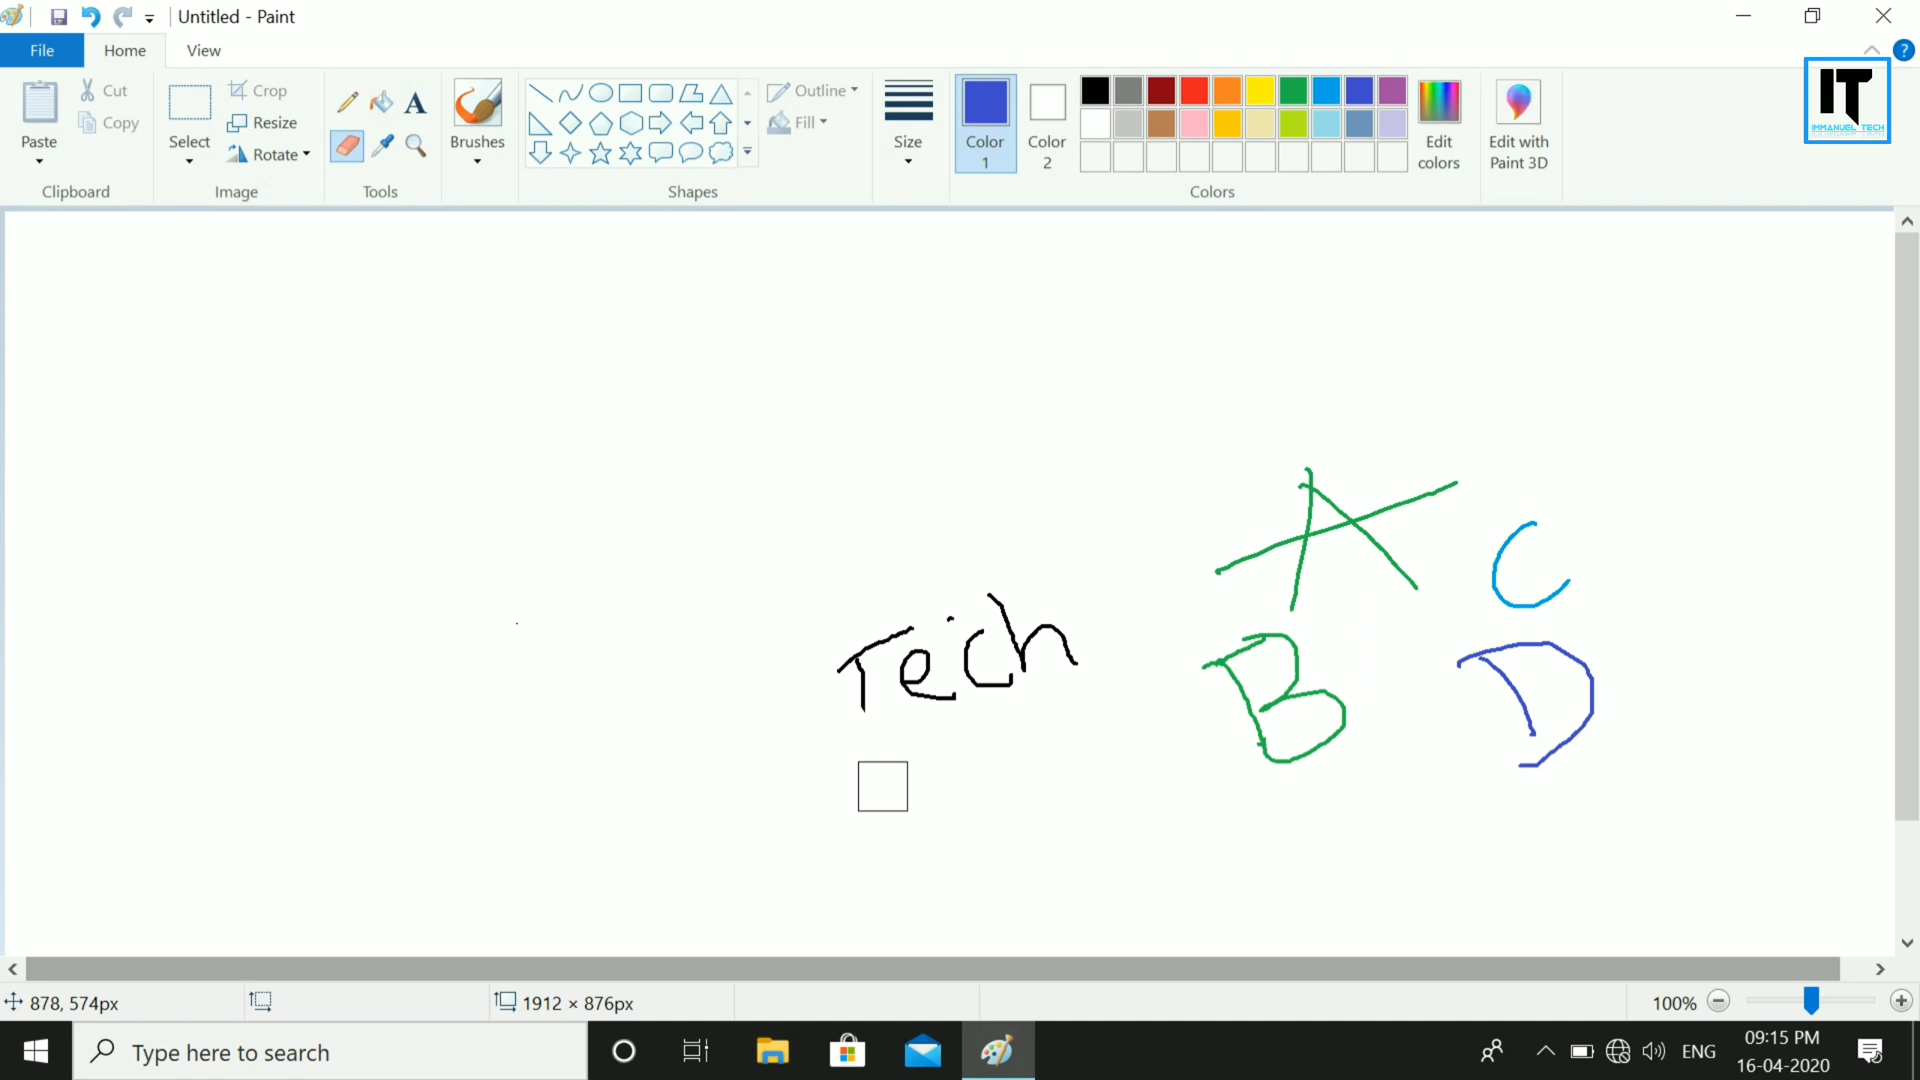 Untitled - Paint
File Home View
IT
IMMANUEL TECH
Paste
Cut
Copy
Clipboard
Select
Crop
Resize
Rotate
Image
A
Tools
Brushes
Outline
Fill
Shapes
Size
Color 1
Color 2
Edit colors
Colors
Edit with Paint 3D
Tech
A
C
B
D
878, 574px
1912 × 876px
100%
Type here to search
ENG
09:15 PM
16-04-2020